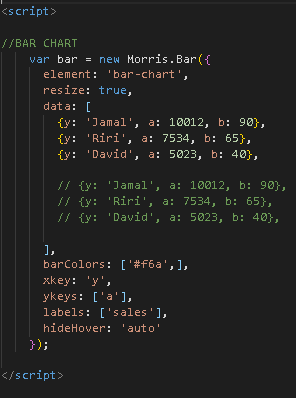 <script>
//BAR CHART
var bar = new Morris.Bar({
element: 'bar-chart',
resize: true,
data: [
{y: 'Jamal', a: 10012, b: 90},
{y: 'Riri', a: 7534, b: 65},
{y: 'David', a: 5023, b: 40},
// {y: 'Jamal', a: 10012, b: 90},
// {y: 'Riri', a: 7534, b: 65},
// {y: 'David', a: 5023, b: 40},
],
barColors: ['#f6a',],
xkey: 'y',
ykeys: ['a'],
labels: ['sales'],
hideHover: 'auto'
});
</script>